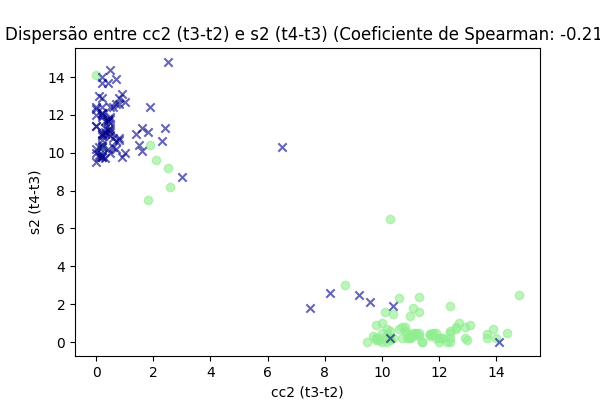 Dispersão entre cc2 (t3-t2) e s2 (t4-t3) (Coeficiente de Spearman: -0.21
14
12
10
8
6
4
2
0
s2 (t4-t3)
0 2 4 6 8 10 12 14
cc2 (t3-t2)